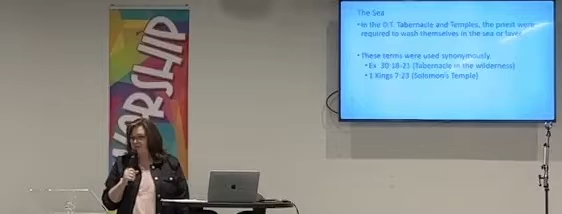 WORSHIP
The Sea
• In the O.T. Tabernacle and Temples, the priest were
required to wash themselves in the sea or laver
• These terms were used synonymously.
• Ex 30:18-21 (Tabernacle in the wilderness)
• 1 Kings 7:23 (Solomon's Temple)